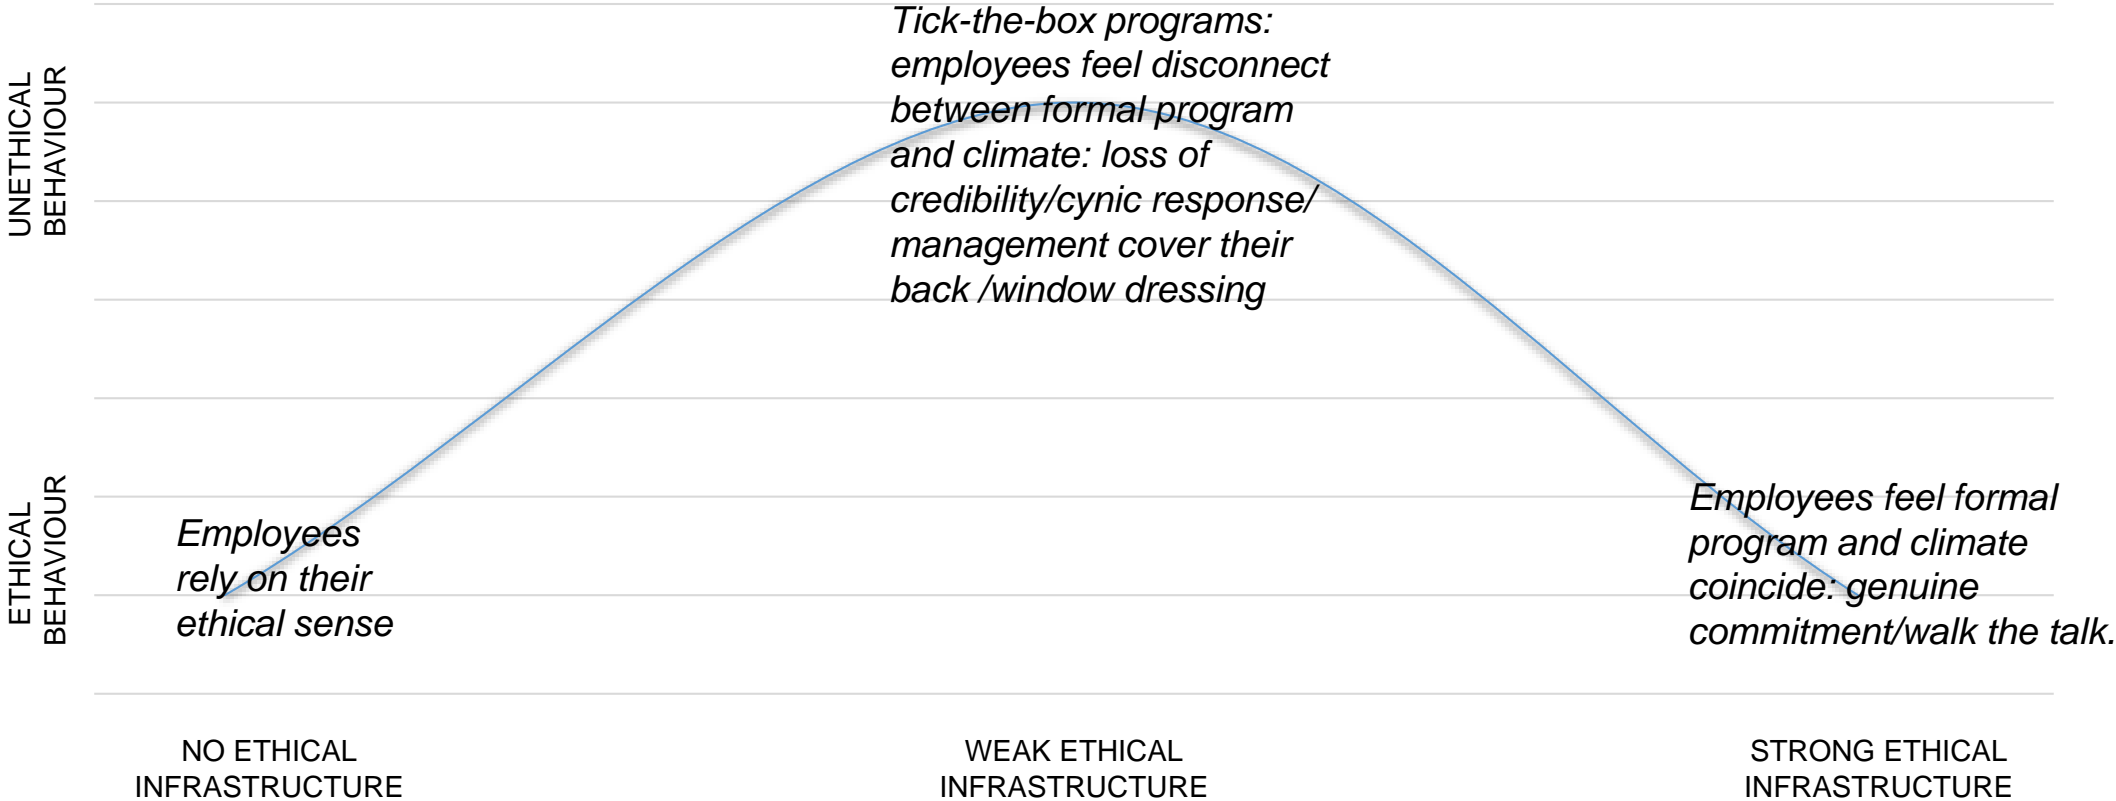 UNETHICAL
BEHAVIOUR
Tick-the-box programs:
employees feel disconnect
between formal program
and climate: loss of
credibility/cynic response/
management cover their
back /window dressing
ETHICAL
BEHAVIOUR
Employees
rely on their
ethical sense
Employees feel formal
program and climate
coincide: genuine
commitment/walk the talk.
NO ETHICAL
INFRASTRUCTURE
WEAK ETHICAL
INFRASTRUCTURE
STRONG ETHICAL
INFRASTRUCTURE